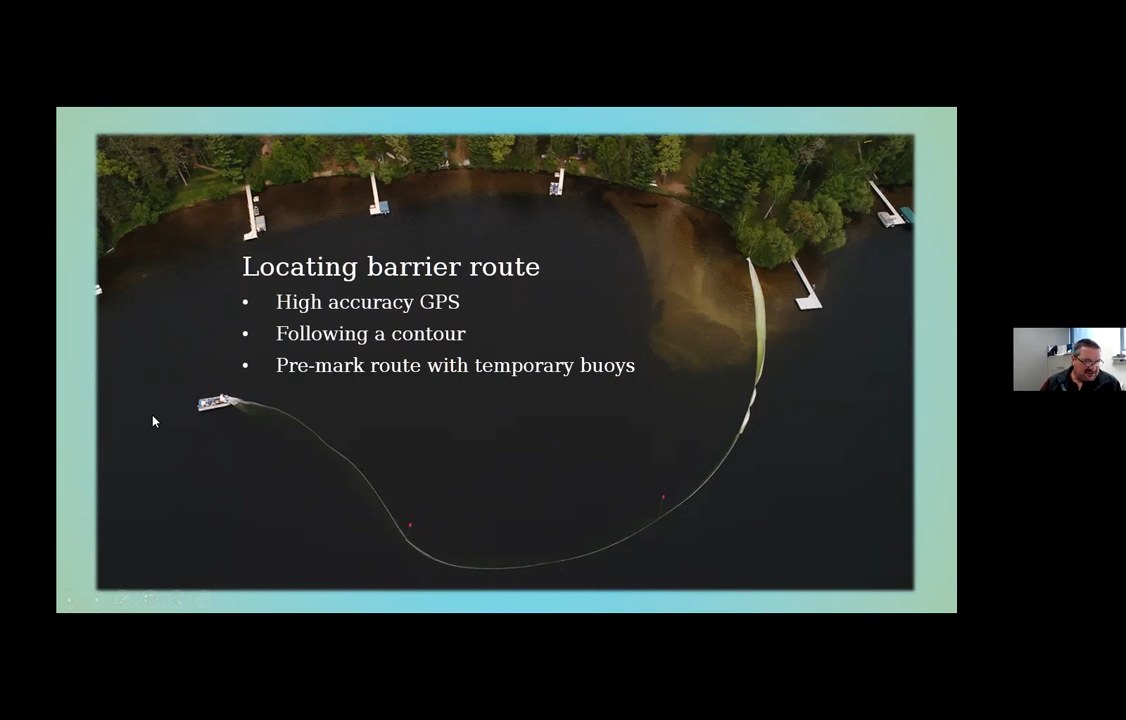 Locating barrier route
• High accuracy GPS
• Following a contour
• Pre-mark route with temporary buoys